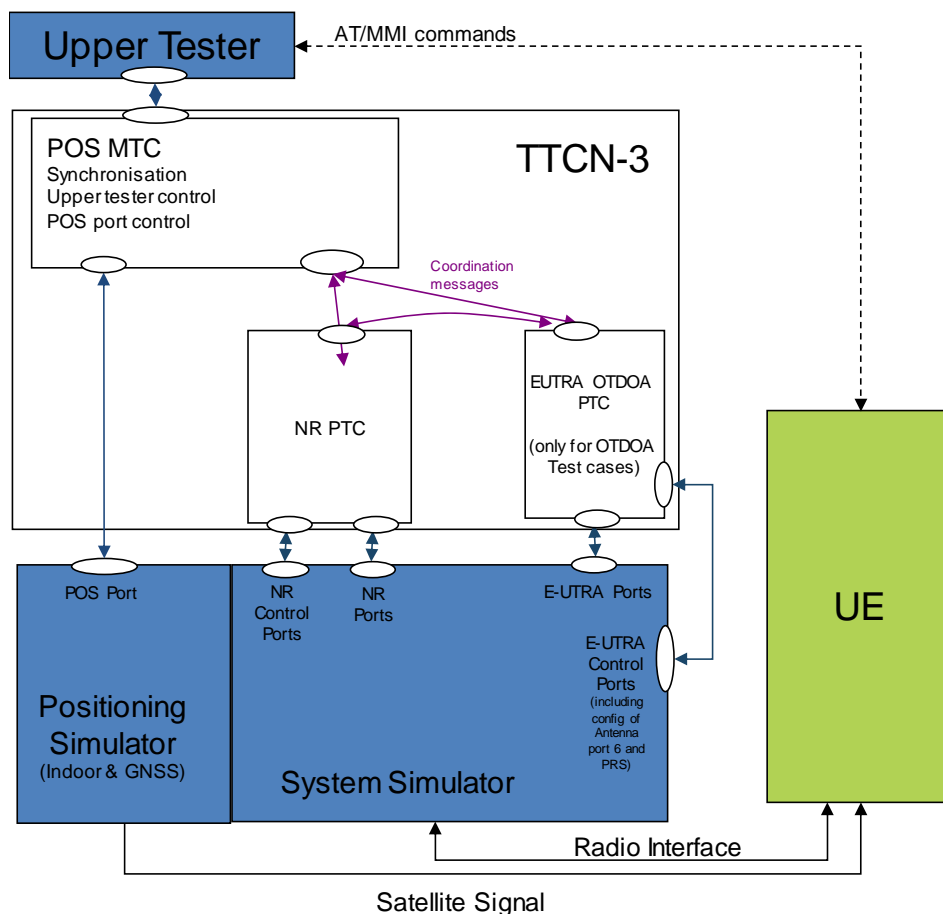 Upper Tester
AT/MMI commands
POS MTC
Synchronisation
Upper tester control
POS port control
TTCN-3
Coordination
messages
NR PTC
EUTRA OTDOA
PTC
(only for OTDOA
Test cases)
POS Port
NR
Control
Ports
NR
Ports
E-UTRA Ports
E-UTRA
Control
Ports
(including
config of
Antenna
port 6 and
PRS)
Positioning
Simulator
(Indoor & GNSS)
System Simulator
UE
Radio Interface
Satellite Signal